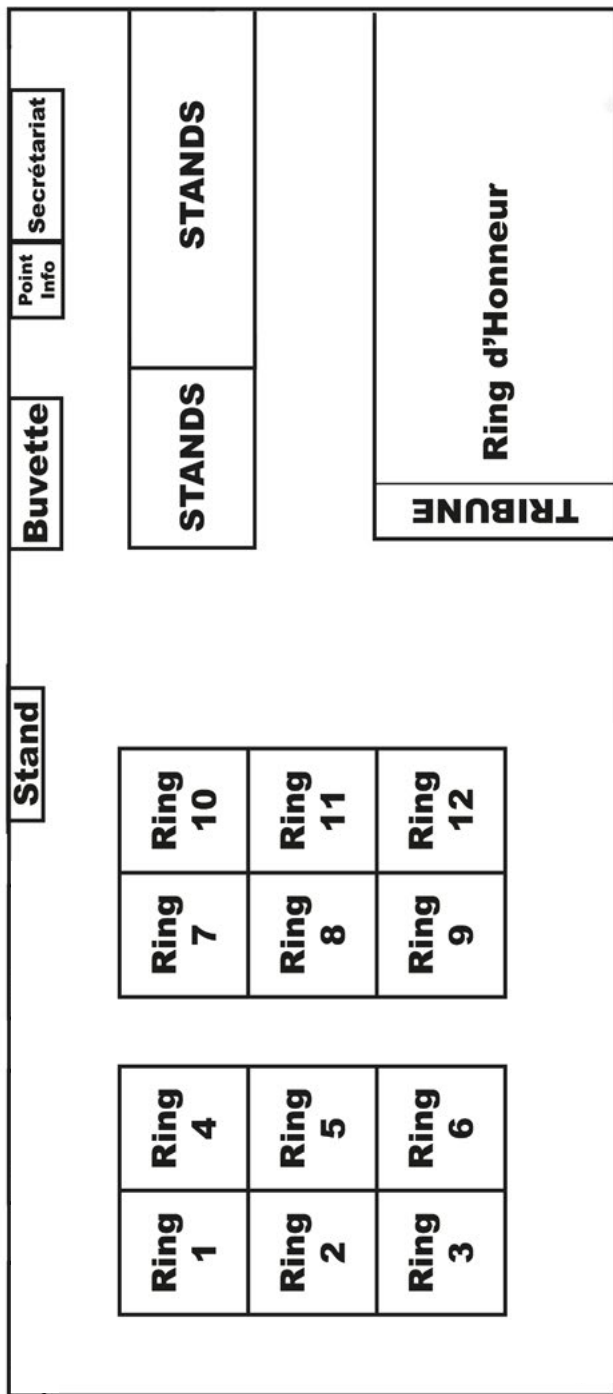 Secrétariat
Point
Info
Buvette
Stand
STANDS
STANDS
Ring d'Honneur
TRIBUNE
Ring
1
Ring
4
Ring
7
Ring
10
Ring
2
Ring
5
Ring
8
Ring
11
Ring
3
Ring
6
Ring
9
Ring
12